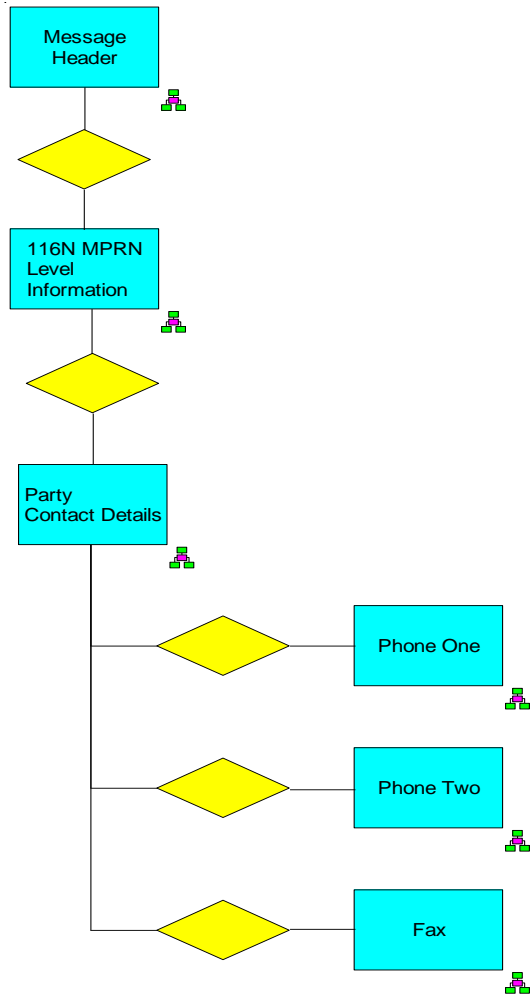 Message
Header
116N MPRN
Level
Information
Party
Contact Details
Phone One
Phone Two
Fax